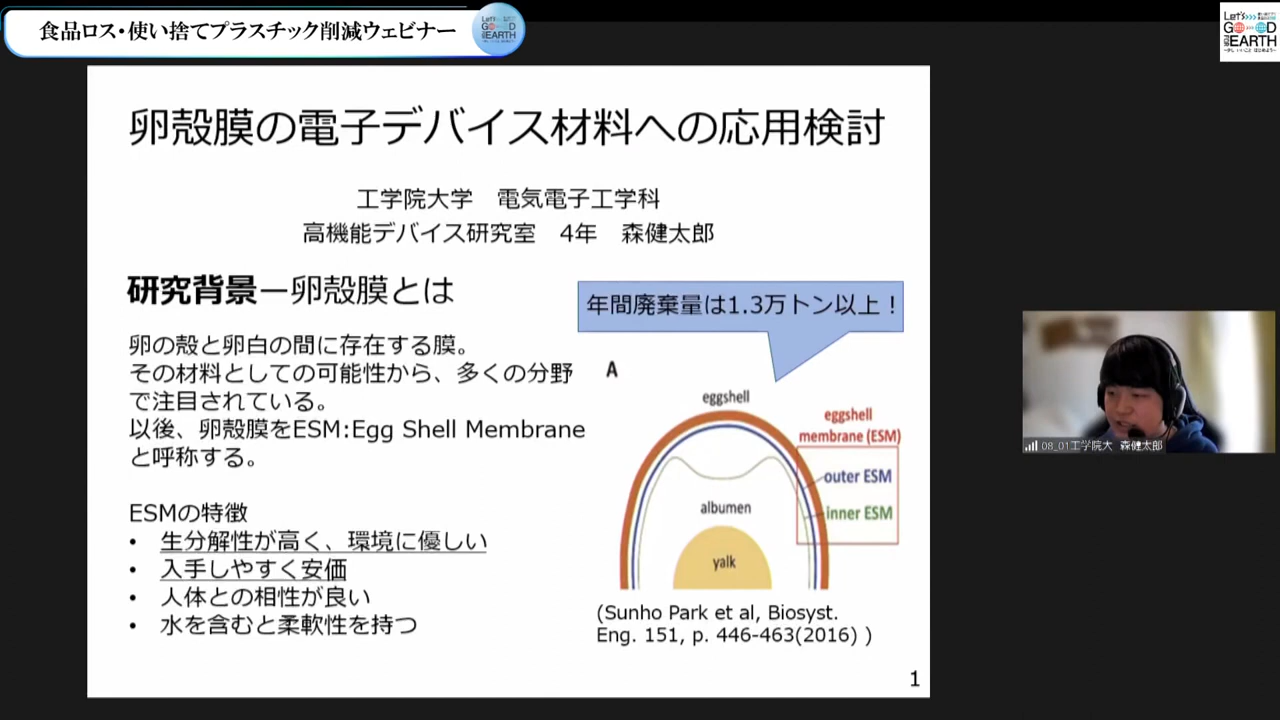 食品ロス・使い捨てプラスチック削減ウェビナー
Let's
GOOD
FOR EARTH
Let's
GOOD
FOR EARTH
卵殻膜の電子デバイス材料への応用検討
工学院大学 電気電子工学科
高機能デバイス研究室 4年 森健太郎
研究背景ー卵殻膜とは
年間廃棄量は1.3万トン以上！
卵の殻と卵白の間に存在する膜。
その材料としての可能性から、多くの分野
で注目されている。
以後、卵殻膜をESM:Egg Shell Membrane
と呼称する。
ESMの特徴
• 生分解性が高く、環境に優しい
• 入手しやすく安価
• 人体との相性が良い
• 水を含むと柔軟性を持つ
A
eggshell
eggshell
membrane (ESM)
outer ESM
inner ESM
albumen
yalk
(Sunho Park et al, Biosyst.
Eng. 151, p. 446-463(2016) )
1
08_01工学院大 森健太郎